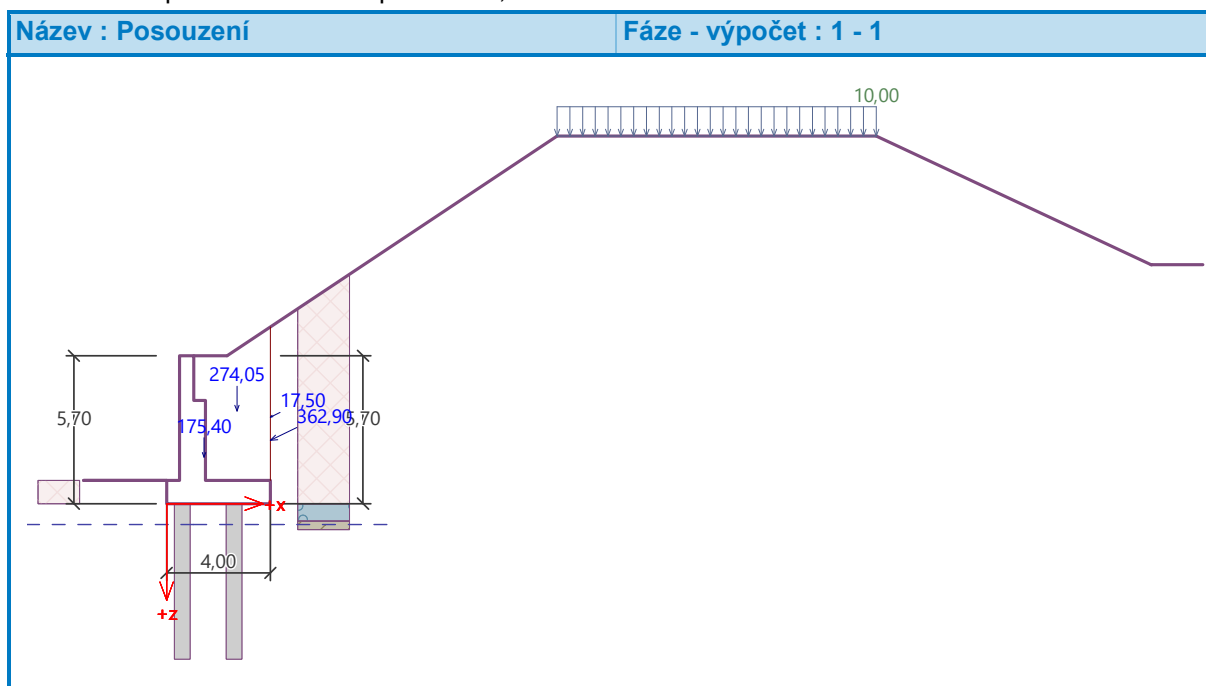 Název : Posouzení
Fáze - výpočet : 1 - 1
10,00
274,05
17,50
362,90
5,70
5,70
175,40
+x
4,00
+z